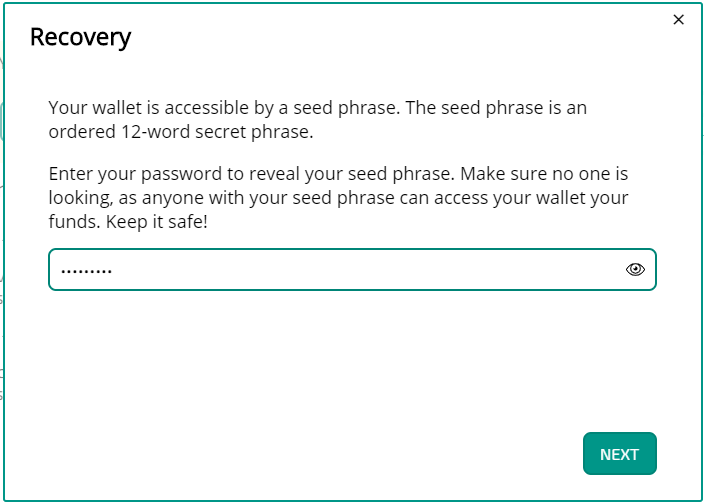 Recovery
Your wallet is accessible by a seed phrase. The seed phrase is an
ordered 12-word secret phrase.
Enter your password to reveal your seed phrase. Make sure no one is
looking, as anyone with your seed phrase can access your wallet your
funds. Keep it safe!
•••••••••
NEXT